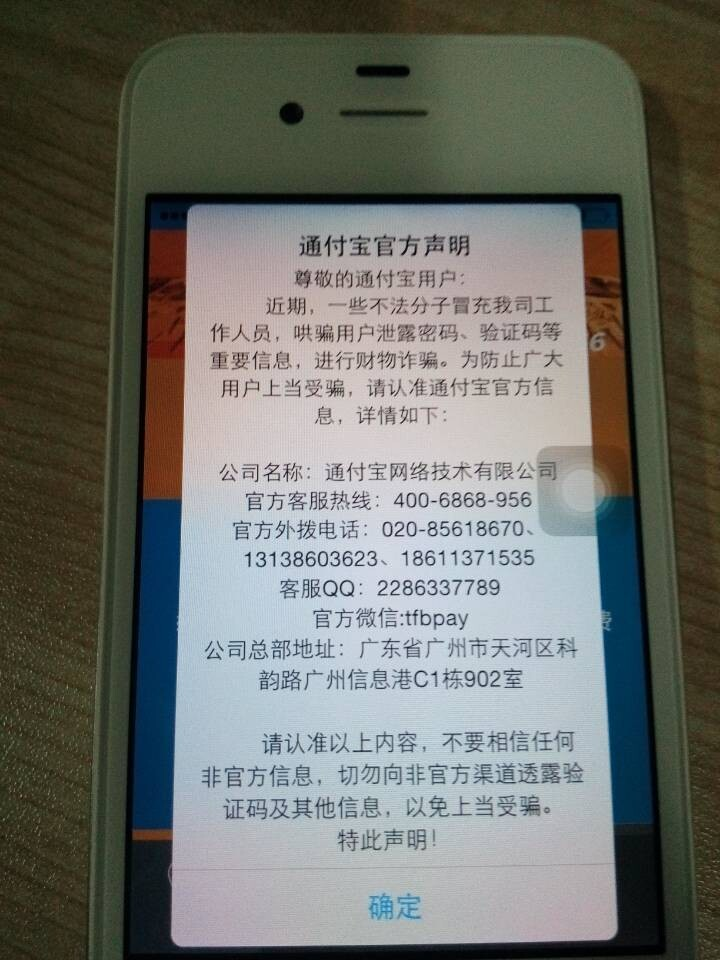 通付宝官方声明
尊敬的通付宝用户：
近期，一些不法分子冒充我司工
作人员，哄骗用户泄露密码、验证码等
重要信息，进行财物诈骗。为防止广大
用户上当受骗，请认准通付宝官方信
息，详情如下：
公司名称：通付宝网络技术有限公司
官方客服热线：400-6868-956
官方外拨电话：020-85618670、
13138603623、18611371535
客服QQ：2286337789
官方微信:tfbpay
公司总部地址：广东省广州市天河区科
韵路广州信息港C1栋902室
请认准以上内容，不要相信任何
非官方信息，切勿向非官方渠道透露验
证码及其他信息，以免上当受骗。
特此声明！
确定
6
费